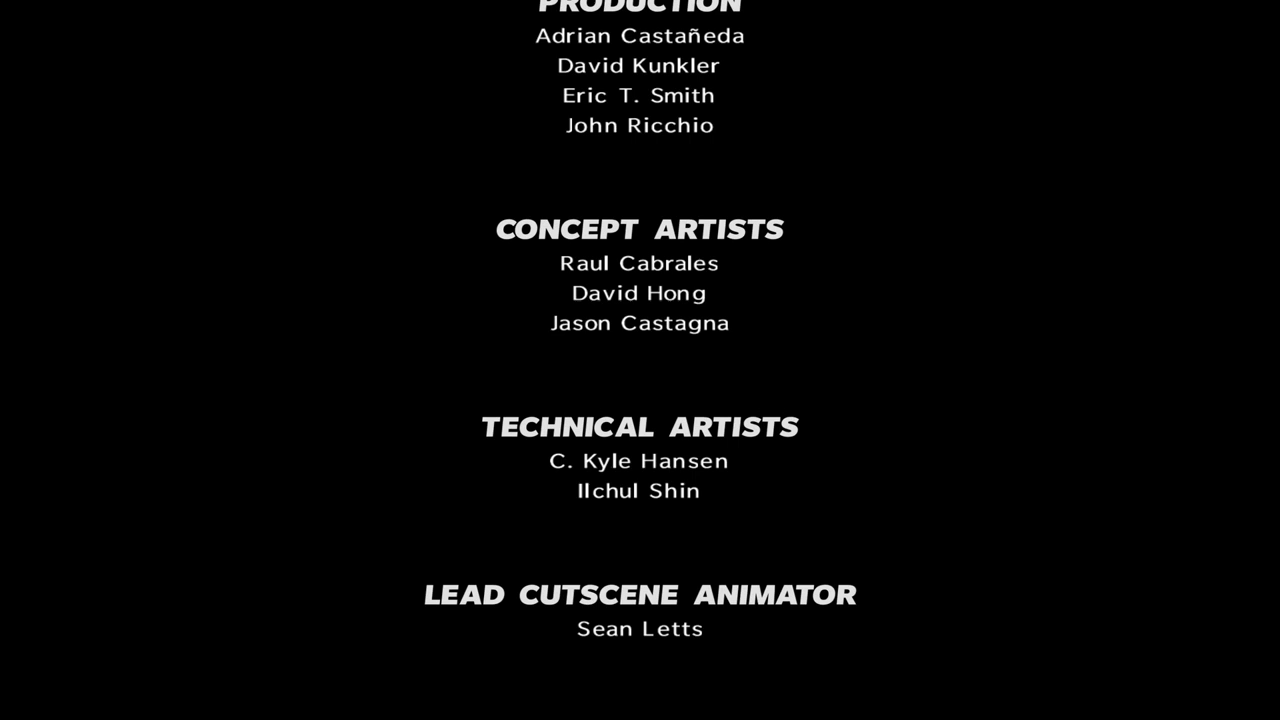 PRODUCTION
Adrian Castañeda
David Kunkler
Eric T. Smith
John Ricchio
CONCEPT ARTISTS
Raul Cabrales
David Hong
Jason Castagna
TECHNICAL ARTISTS
C. Kyle Hansen
Ilchul Shin
LEAD CUTSCENE ANIMATOR
Sean Letts